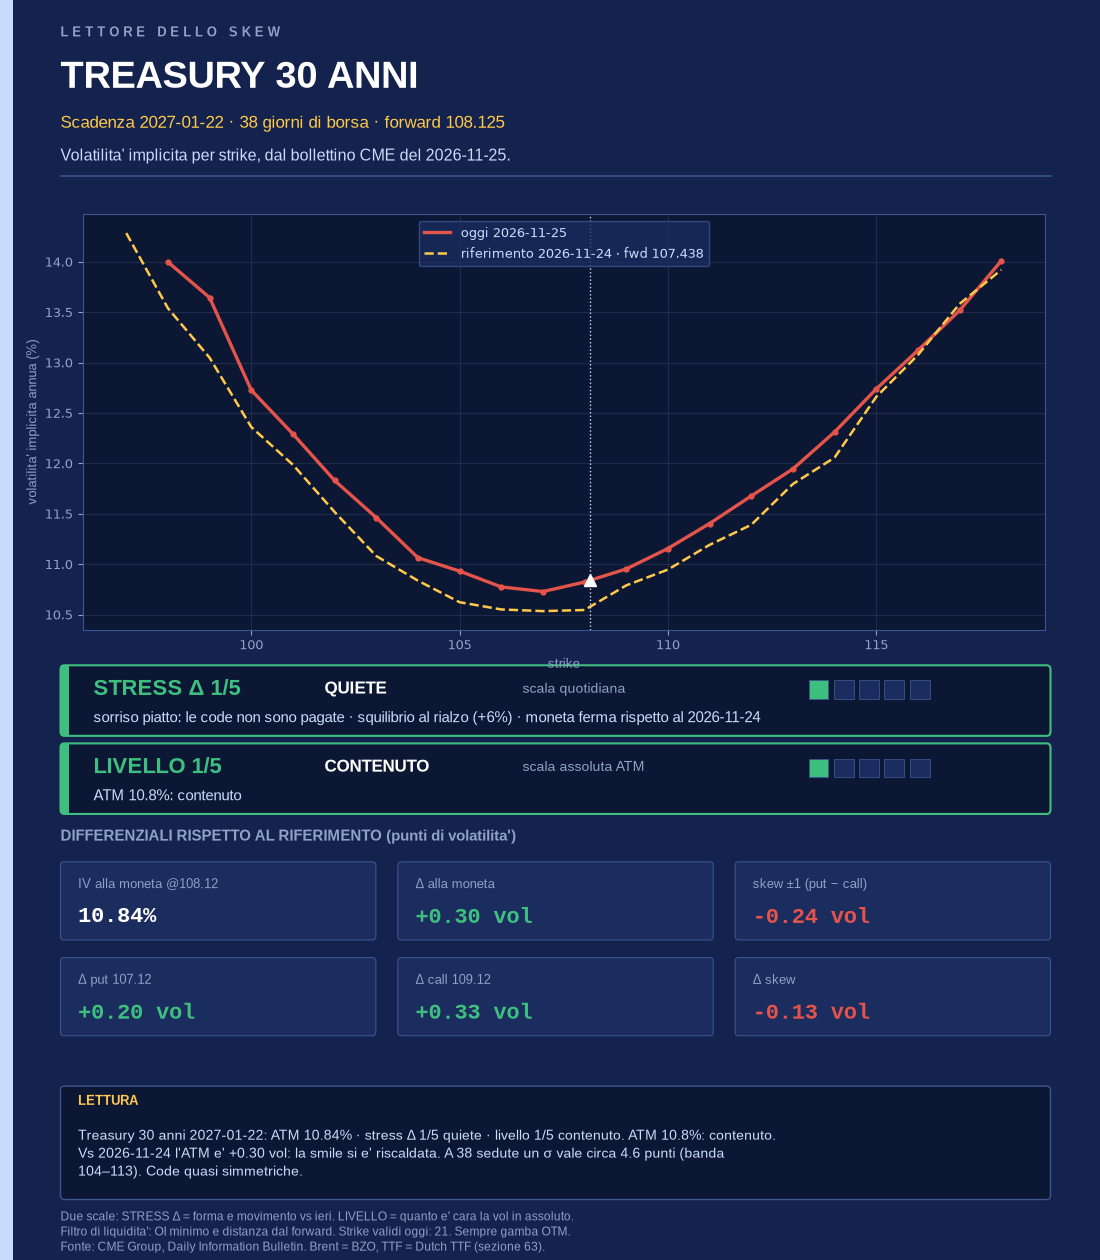 LETTORE DELLO SKEW
TREASURY 30 ANNI
Scadenza 2027-01-22 · 38 giorni di borsa · forward 108.125
Volatilita' implicita per strike, dal bollettino CME del 2026-11-25.
oggi 2026-11-25
riferimento 2026-11-24 · fwd 107.438
volatilita' implicita annua (%)
14.0
13.5
13.0
12.5
12.0
11.5
11.0
10.5
100 105 110 115
strike
STRESS Δ 1/5 QUIETE scala quotidiana
sorriso piatto: le code non sono pagate · squilibrio al rialzo (+6%) · moneta ferma rispetto al 2026-11-24
LIVELLO 1/5 CONTENUTO scala assoluta ATM
ATM 10.8%: contenuto
DIFFERENZIALI RISPETTO AL RIFERIMENTO (punti di volatilita')
IV alla moneta @108.12 Δ alla moneta skew ±1 (put − call)
10.84% +0.30 vol -0.24 vol
Δ put 107.12 Δ call 109.12 Δ skew
+0.20 vol +0.33 vol -0.13 vol
LETTURA
Treasury 30 anni 2027-01-22: ATM 10.84% · stress Δ 1/5 quiete · livello 1/5 contenuto. ATM 10.8%: contenuto.
Vs 2026-11-24 l'ATM e' +0.30 vol: la smile si e' riscaldata. A 38 sedute un σ vale circa 4.6 punti (banda
104–113). Code quasi simmetriche.
Due scale: STRESS Δ = forma e movimento vs ieri. LIVELLO = quanto e' cara la vol in assoluto.
Filtro di liquidita': OI minimo e distanza dal forward. Strike validi oggi: 21. Sempre gamba OTM.
Fonte: CME Group, Daily Information Bulletin. Brent = BZO, TTF = Dutch TTF (sezione 63).